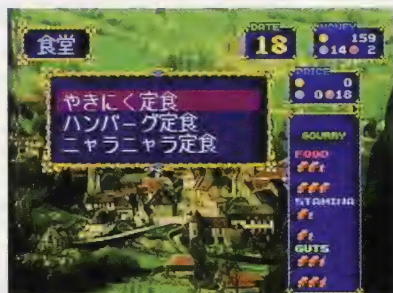 食堂
DATE
18
MONEY
159
14 2
PRICE
0
0 18
やきにく定食
ハンバーグ定食
ニャラニャラ定食
GOURRY
FOOD
STAMINA
GUTS